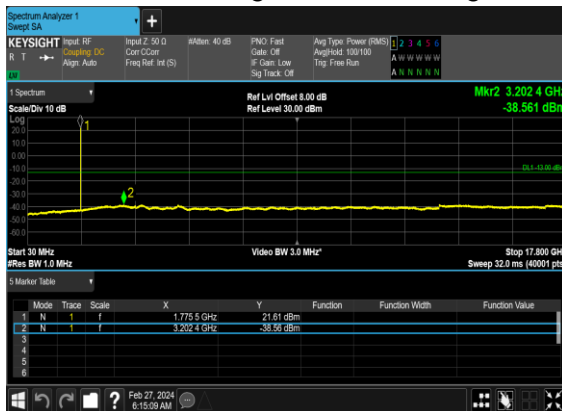 Spectrum Analyzer 1
Swept SA
KEYSIGHT Input: RF Input Z: 50 Ω #Atten: 40 dB PNO: Fast Avg Type: Power (RMS) 1 2 3 4 5 6
R T Coupling: DC Corr CCorr Gate: Off Avg|Hold: 100/100 A W W W W W
Align: Auto Freq Ref: Int (S) IF Gain: Low Trig: Free Run
Sig Track: Off A N N N N N
1 Spectrum
Scale/Div 10 dB Ref Lvl Offset 8.00 dB Mkr2 3.202 4 GHz
Ref Level 30.00 dBm -38.561 dBm
Log
20.0 1
10.0
0.00
-10.0 DL1 -13.00 dBm
-20.0
-30.0
-40.0 2
-50.0
-60.0
Start 30 MHz Video BW 3.0 MHz* Stop 17.800 GHz
#Res BW 1.0 MHz Sweep 32.0 ms (40001 pts)
5 Marker Table
Mode Trace Scale X Y Function Function Width Function Value
1 N 1 f 1.775 5 GHz 21.61 dBm
2 N 1 f 3.202 4 GHz -38.56 dBm
3
4
5
6
? Feb 27, 2024
6:15:09 AM